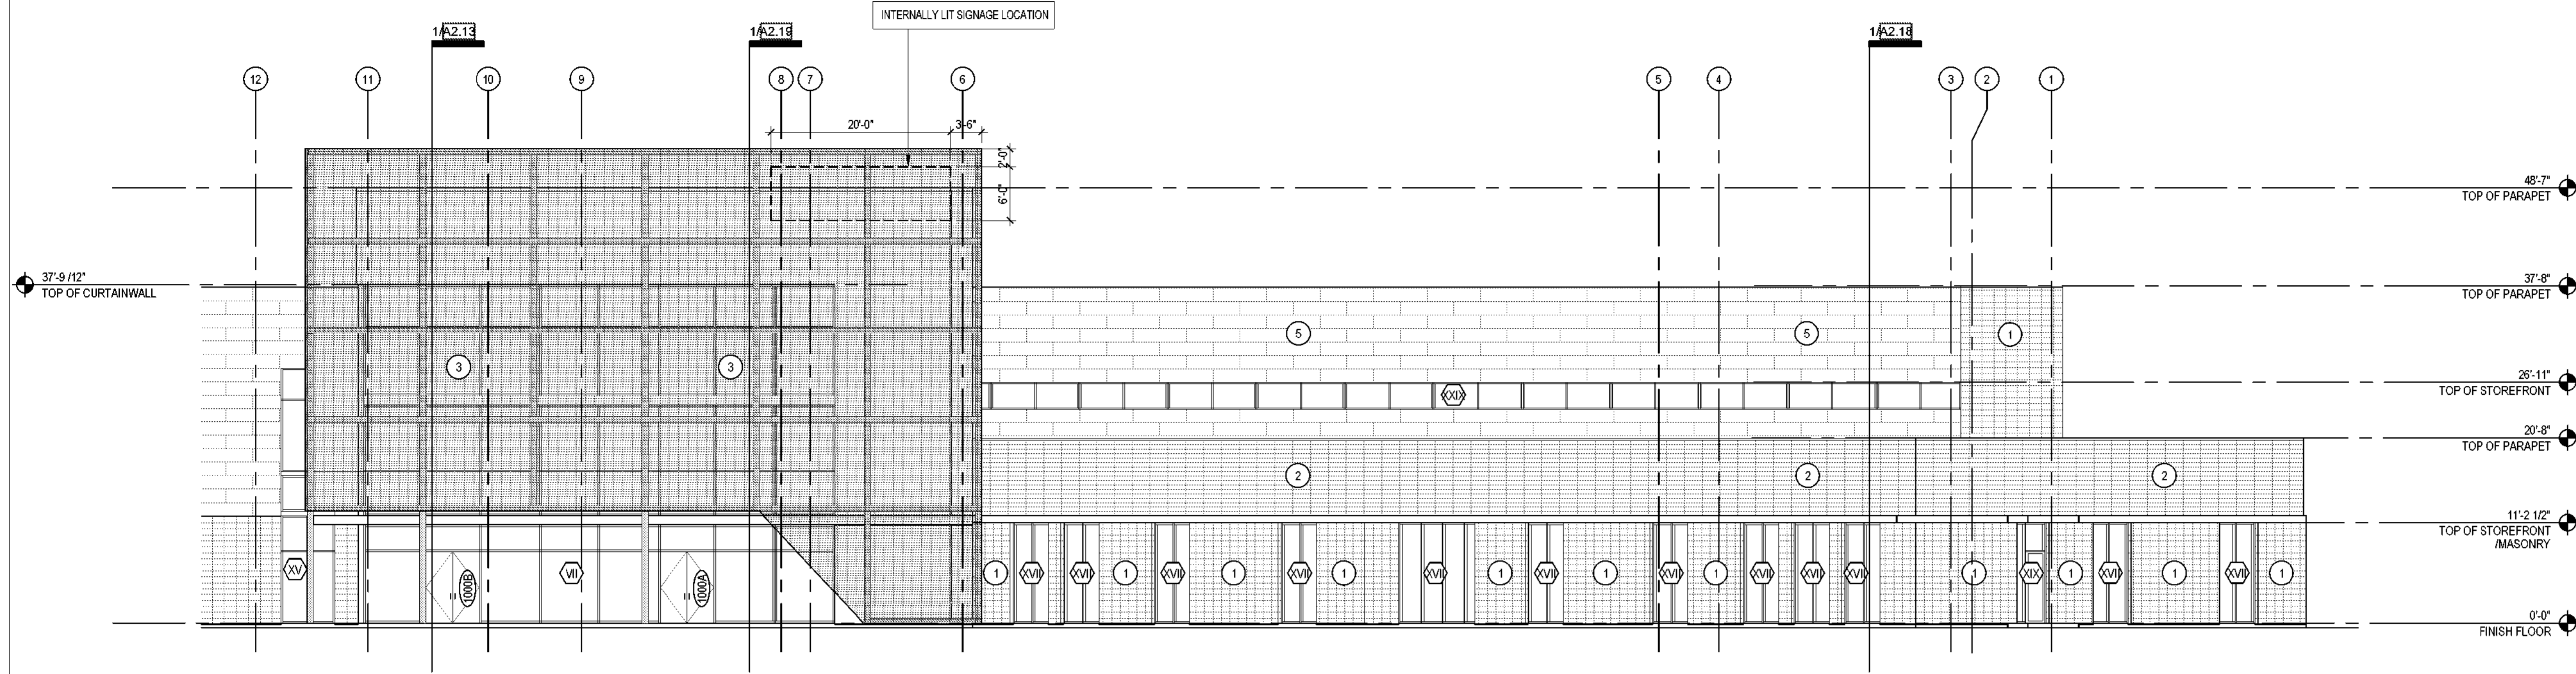 INTERNALLY LIT SIGNAGE LOCATION
1/A2.13
1/A2.19
1/A2.18
12
11
10
9
8
7
6
5
4
3
2
1
20'-0"
3'-6"
2'-0"
6'-0"
48'-7"
TOP OF PARAPET
37'-9 /12"
TOP OF CURTAINWALL
37'-8"
TOP OF PARAPET
5
5
1
3
3
26'-11"
TOP OF STOREFRONT
XXIX
20'-8"
TOP OF PARAPET
2
2
2
11'-2 1/2"
TOP OF STOREFRONT
/MASONRY
XV
1000B
VII
1000A
1
XVII
XVII
1
XVII
1
XVII
1
XVI
1
XVII
1
XVII
1
XVII
XVII
XVII
1
XIX
1
XVII
1
XVII
1
0'-0"
FINISH FLOOR